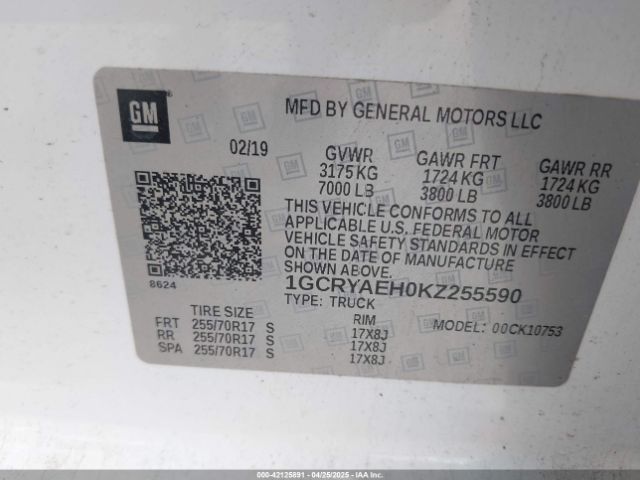 GM
MFD BY GENERAL MOTORS LLC
02/19
GVWR GAWR FRT GAWR RR
3175 KG 1724 KG 1724 KG
7000 LB 3800 LB 3800 LB
THIS VEHICLE CONFORMS TO ALL
APPLICABLE U.S. FEDERAL MOTOR
VEHICLE SAFETY STANDARDS IN EFFECT
ON THE DATE OF MANUFACTURE
SHOWN ABOVE.
1GCRYAEH0KZ255590
8624
TYPE: TRUCK
TIRE SIZE RIM MODEL: 00CK10753
FRT 255/70R17 S 17X8J
RR 255/70R17 S 17X8J
SPA 255/70R17 S 17X8J
000-42125891 - 04/25/2025 - IAAI.COM